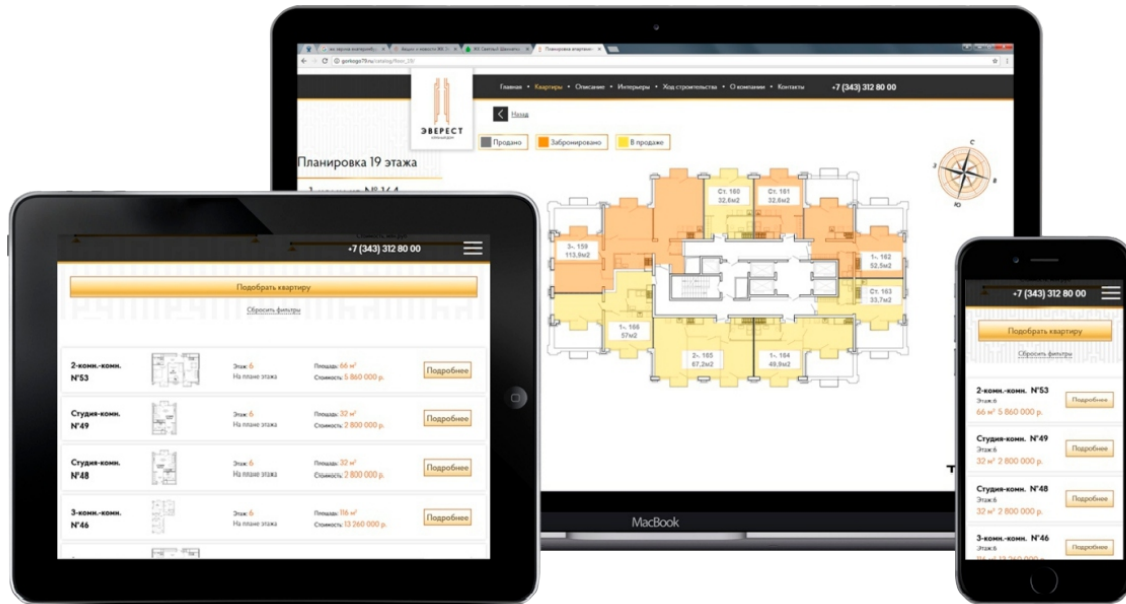 Планировка апартам
Главная • Квартиры • Описание • Интерьеры • Ход строительства • О компании • Контакты +7 (343) 312 80 00
ЭВЕРЕСТ
Назад
Продано Забронировано В продаже
Планировка 19 этажа
С
З
В
Ю
Ст. 160
32,6м2
Ст. 161
32,6м2
3-. 159
113,9м2
1-. 162
52,5м2
Ст. 163
33,7м2
1-. 166
57м2
2-. 165
67,2м2
1-. 164
49,9м2
MacBook
+7 (343) 312 80 00
Подобрать квартиру
Сбросить фильтры
2-комн.-комн.
N°53
Этаж: 6
На плане этажа
Площадь: 66 м²
Стоимость: 5 860 000 р.
Подробнее
Студия-комн.
N°49
Этаж: 6
На плане этажа
Площадь: 32 м²
Стоимость: 2 800 000 р.
Подробнее
Студия-комн.
N°48
Этаж: 6
На плане этажа
Площадь: 32 м²
Стоимость: 2 800 000 р.
Подробнее
3-комн.-комн.
N°46
Этаж: 6
На плане этажа
Площадь: 116 м²
Стоимость: 13 260 000 р.
Подробнее
+7 (343) 312 80 00
Подобрать квартиру
Сбросить фильтры
2-комн.-комн. N°53
Этаж:6
66 м² 5 860 000 р.
Подробнее
Студия-комн. N°49
Этаж:6
32 м² 2 800 000 р.
Подробнее
Студия-комн. N°48
Этаж:6
32 м² 2 800 000 р.
Подробнее
3-комн.-комн. N°46
Этаж:6
116 м² 13 260 000 р.
Подробнее